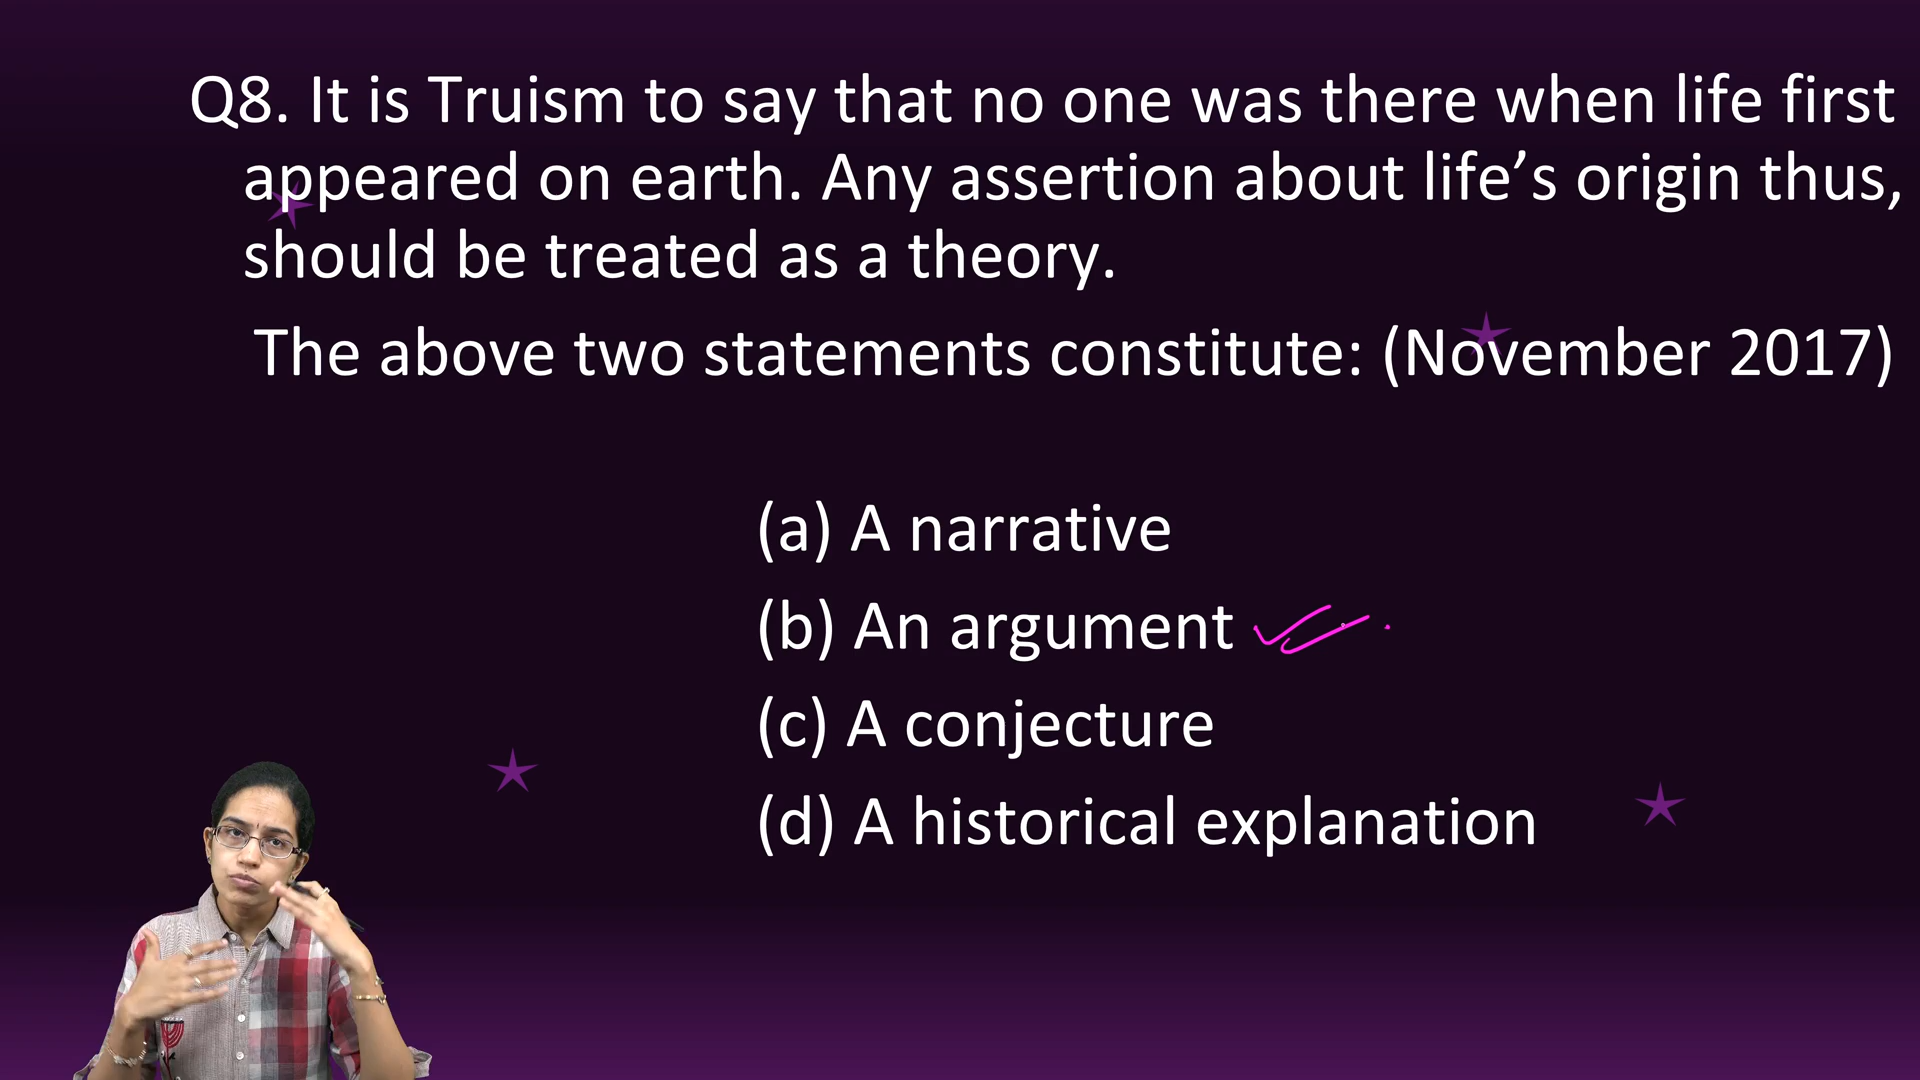 Q8. It is Truism to say that no one was there when life first
appeared on earth. Any assertion about life’s origin thus,
should be treated as a theory.
The above two statements constitute: (November 2017)
(a) A narrative
(b) An argument
(c) A conjecture
(d) A historical explanation